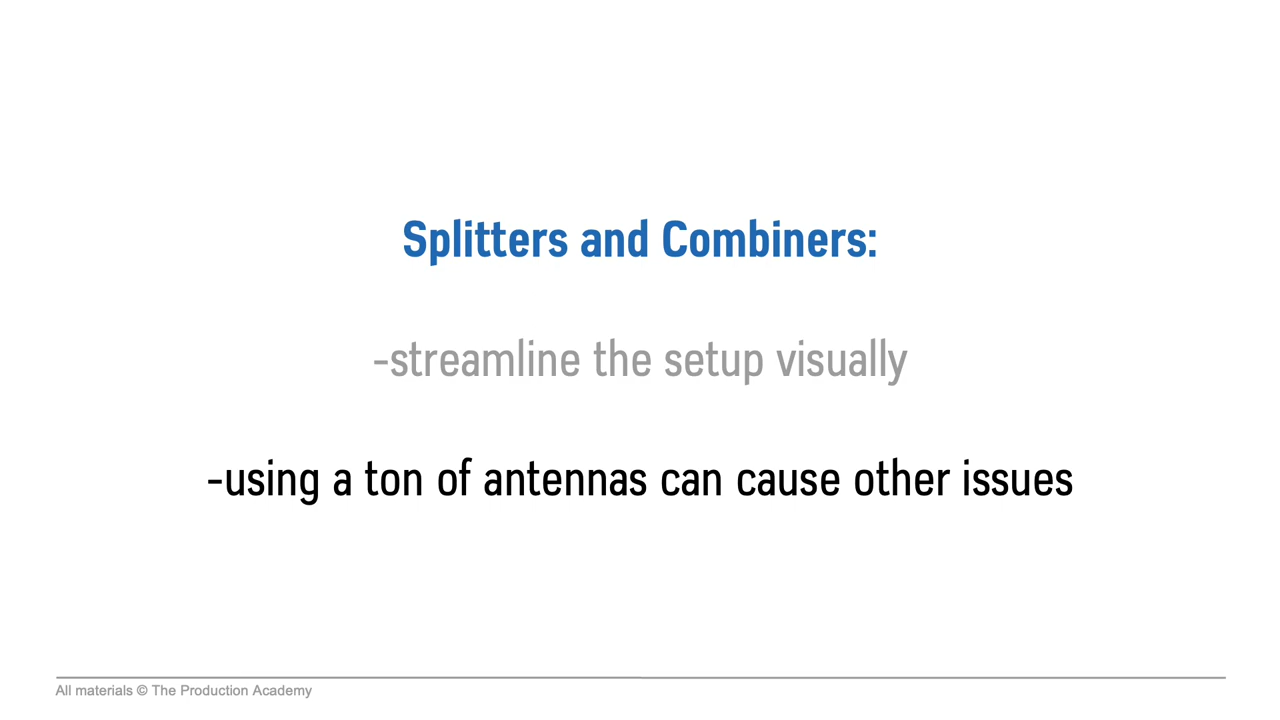 Splitters and Combiners:
-streamline the setup visually
-using a ton of antennas can cause other issues
All materials © The Production Academy